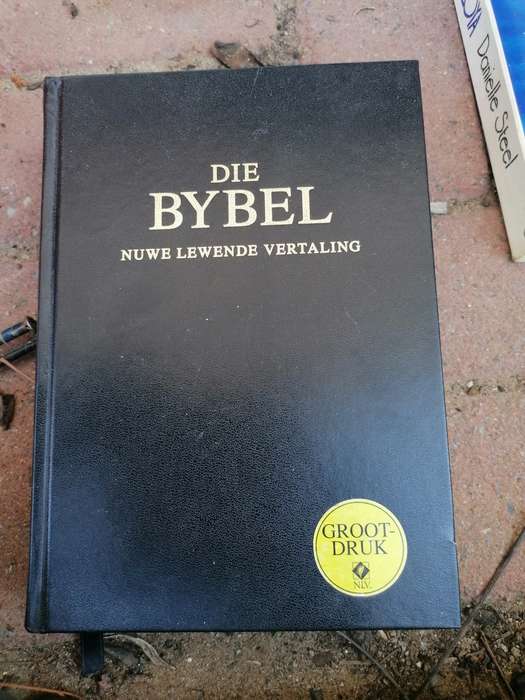 DIE
BYBEL
NUWE LEWENDE VERTALING
GROOT-
DRUK
NLV.
Danielle Steel